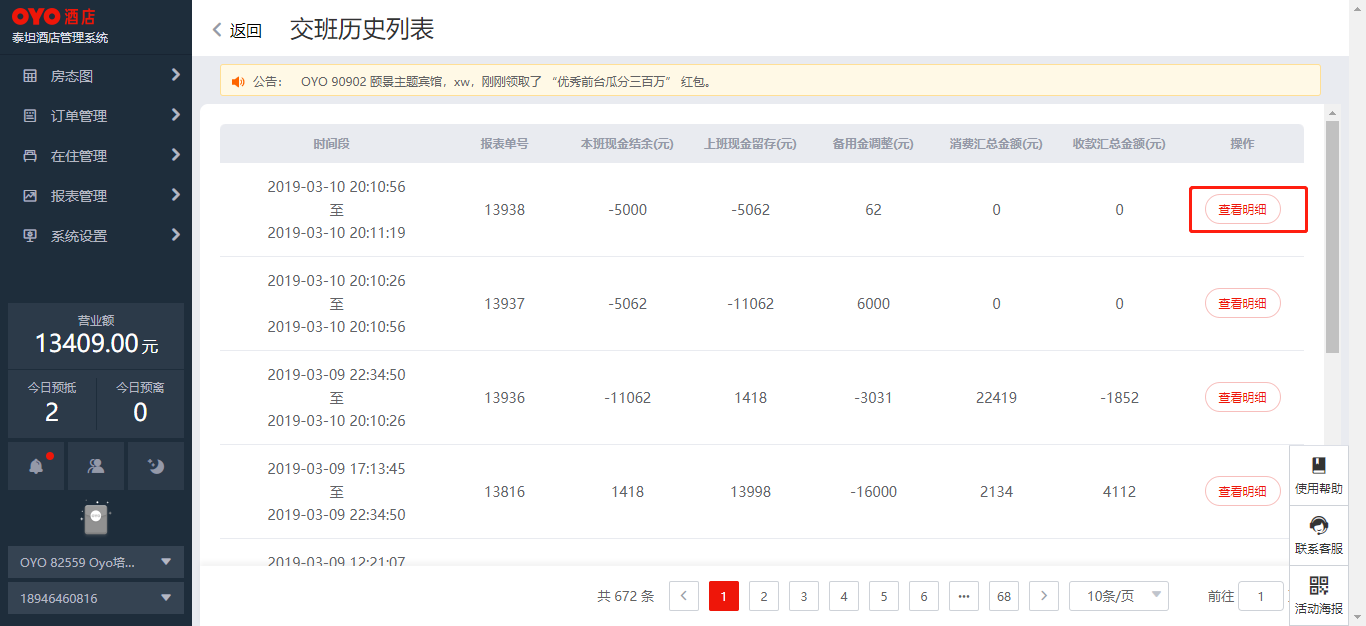 OYO 酒店
泰坦酒店管理系统
房态图
订单管理
在住管理
报表管理
系统设置
营业额
13409.00 元
今日预抵 今日预离
2 0
OYO 82559 Oyo培...
18946460816
返回 交班历史列表
公告： OYO 90902 颐景主题宾馆，xw，刚刚领取了 “优秀前台瓜分三百万” 红包。
时间段 报表单号 本班现金结余(元) 上班现金留存(元) 备用金调整(元) 消费汇总金额(元) 收款汇总金额(元) 操作
2019-03-10 20:10:56
至
2019-03-10 20:11:19
13938 -5000 -5062 62 0 0 查看明细
2019-03-10 20:10:26
至
2019-03-10 20:10:56
13937 -5062 -11062 6000 0 0 查看明细
2019-03-09 22:34:50
至
2019-03-10 20:10:26
13936 -11062 1418 -3031 22419 -1852 查看明细
2019-03-09 17:13:45
至
2019-03-09 22:34:50
13816 1418 13998 -16000 2134 4112 查看明细
2019-03-09 12:21:07
共 672 条 1 2 3 4 5 6 ... 68 10条/页 前往 1
使用帮助
联系客服
活动海报